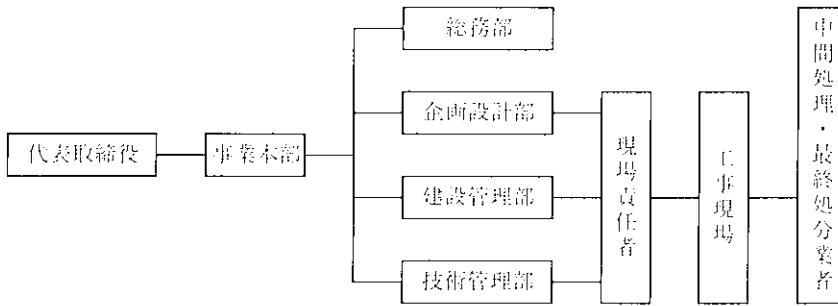 代表取締役
事業本部
総務部
企画設計部
建設管理部
技術管理部
現場責任者
工事現場
中間処理・最終処分業者